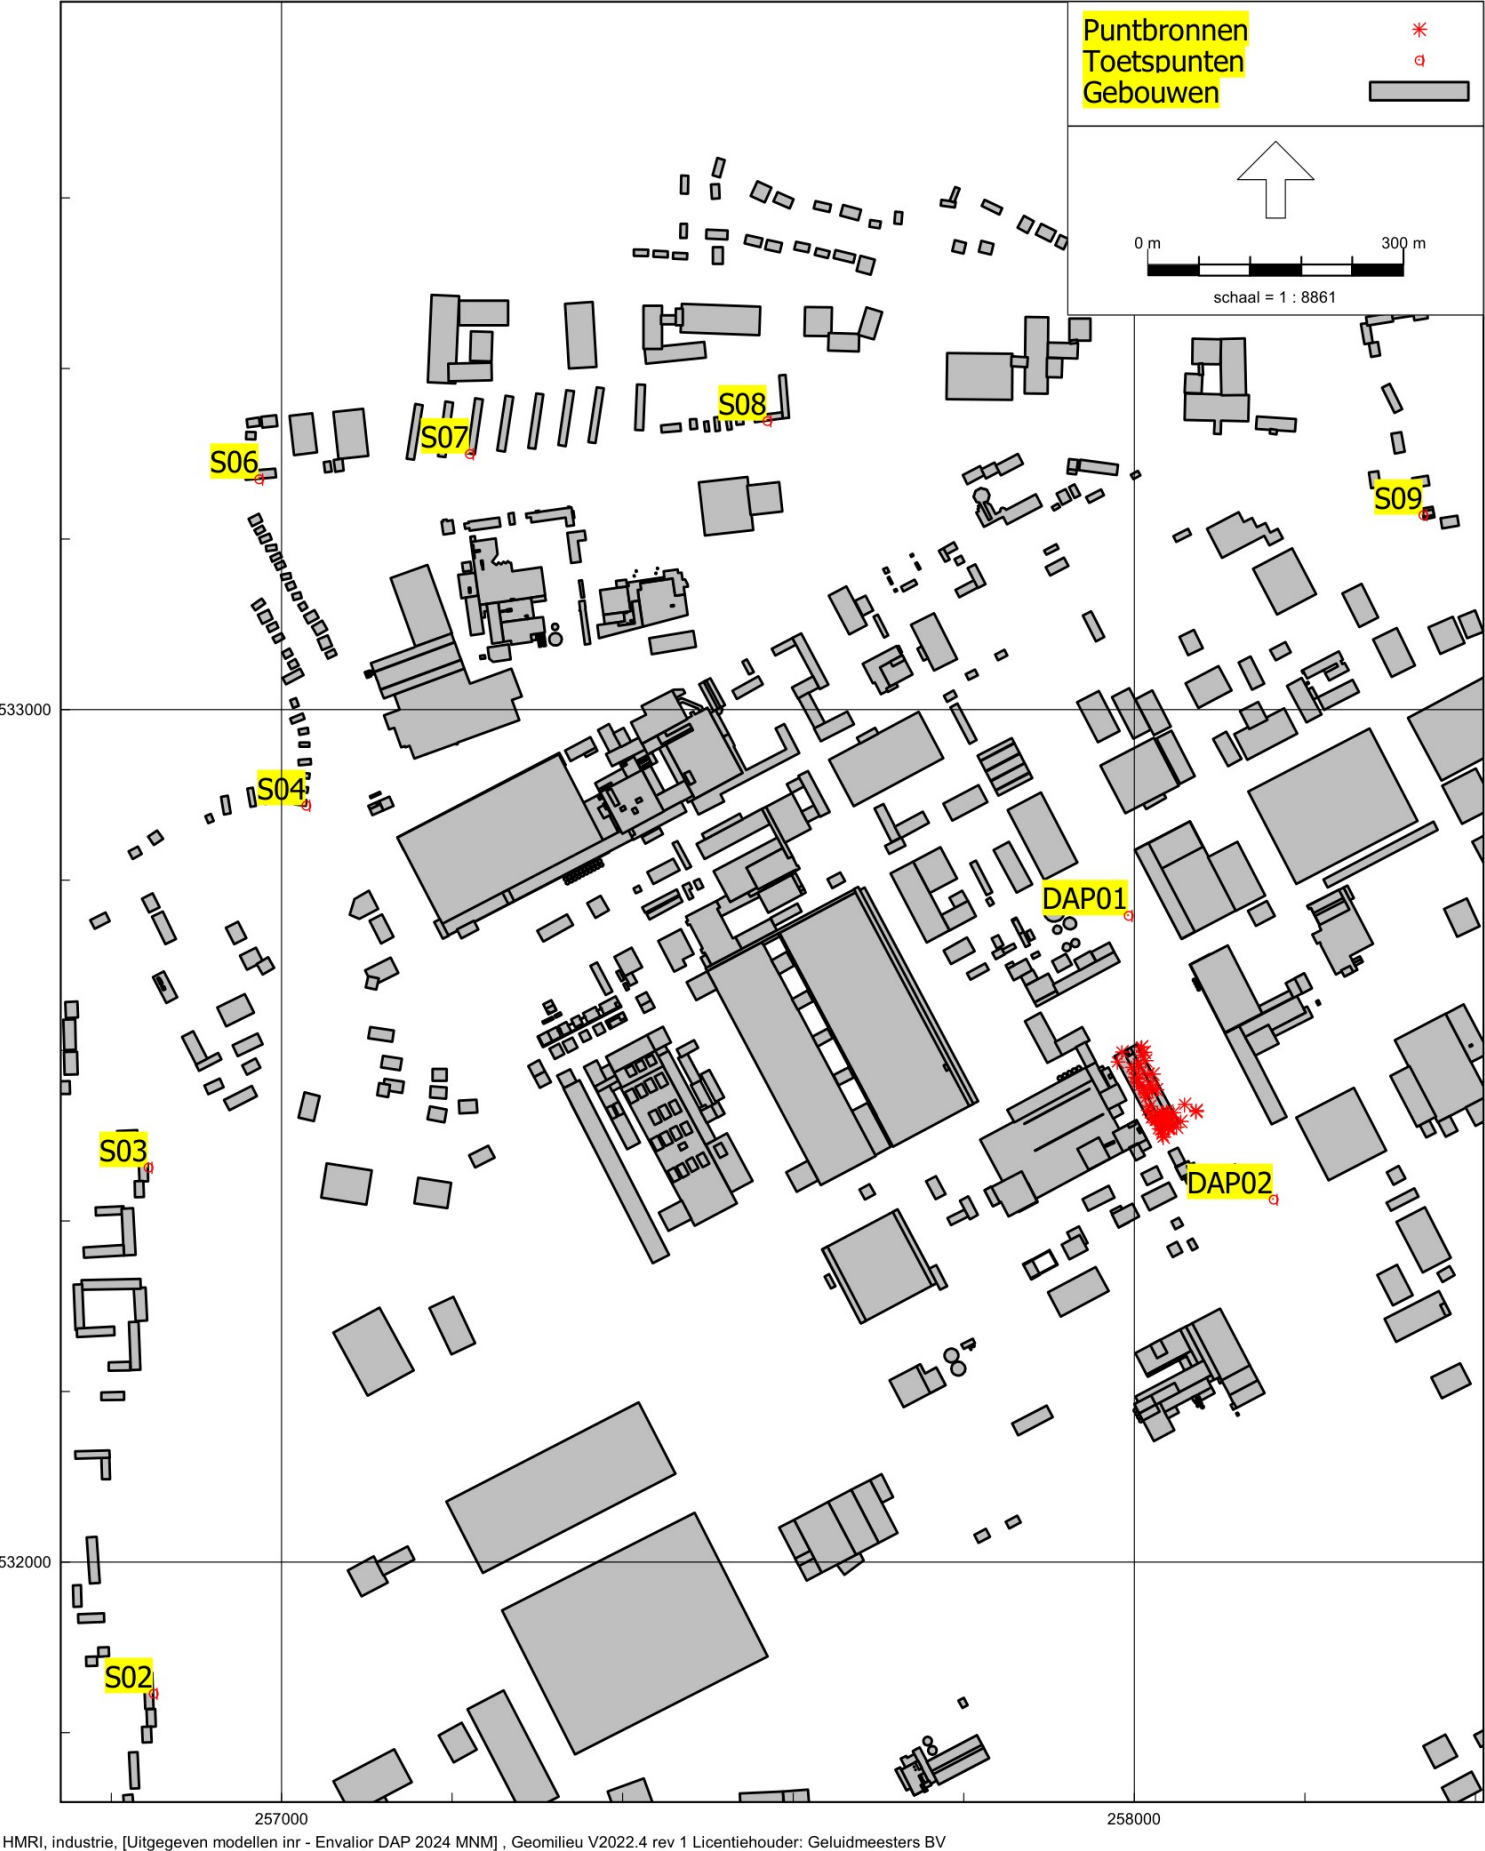 Puntbronnen
Toetspunten
Gebouwen
0 m 300 m
schaal = 1 : 8861
S08
S07
S06
S09
533000
S04
DAP01
S03
DAP02
532000
S02
257000 258000
HMRI, industrie, [Uitgegeven modellen inr - Envalior DAP 2024 MNM] , Geomilieu V2022.4 rev 1 Licentiehouder: Geluidmeesters BV